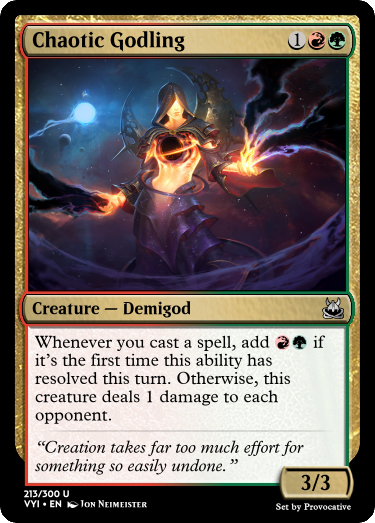 Chaotic Godling 1
Creature — Demigod
Whenever you cast a spell, add if
it's the first time this ability has
resolved this turn. Otherwise, this
creature deals 1 damage to each
opponent.
“Creation takes far too much effort for
something so easily undone.”
3/3
213/300 U
VYI • EN Jon Neimeister
Set by Provocative